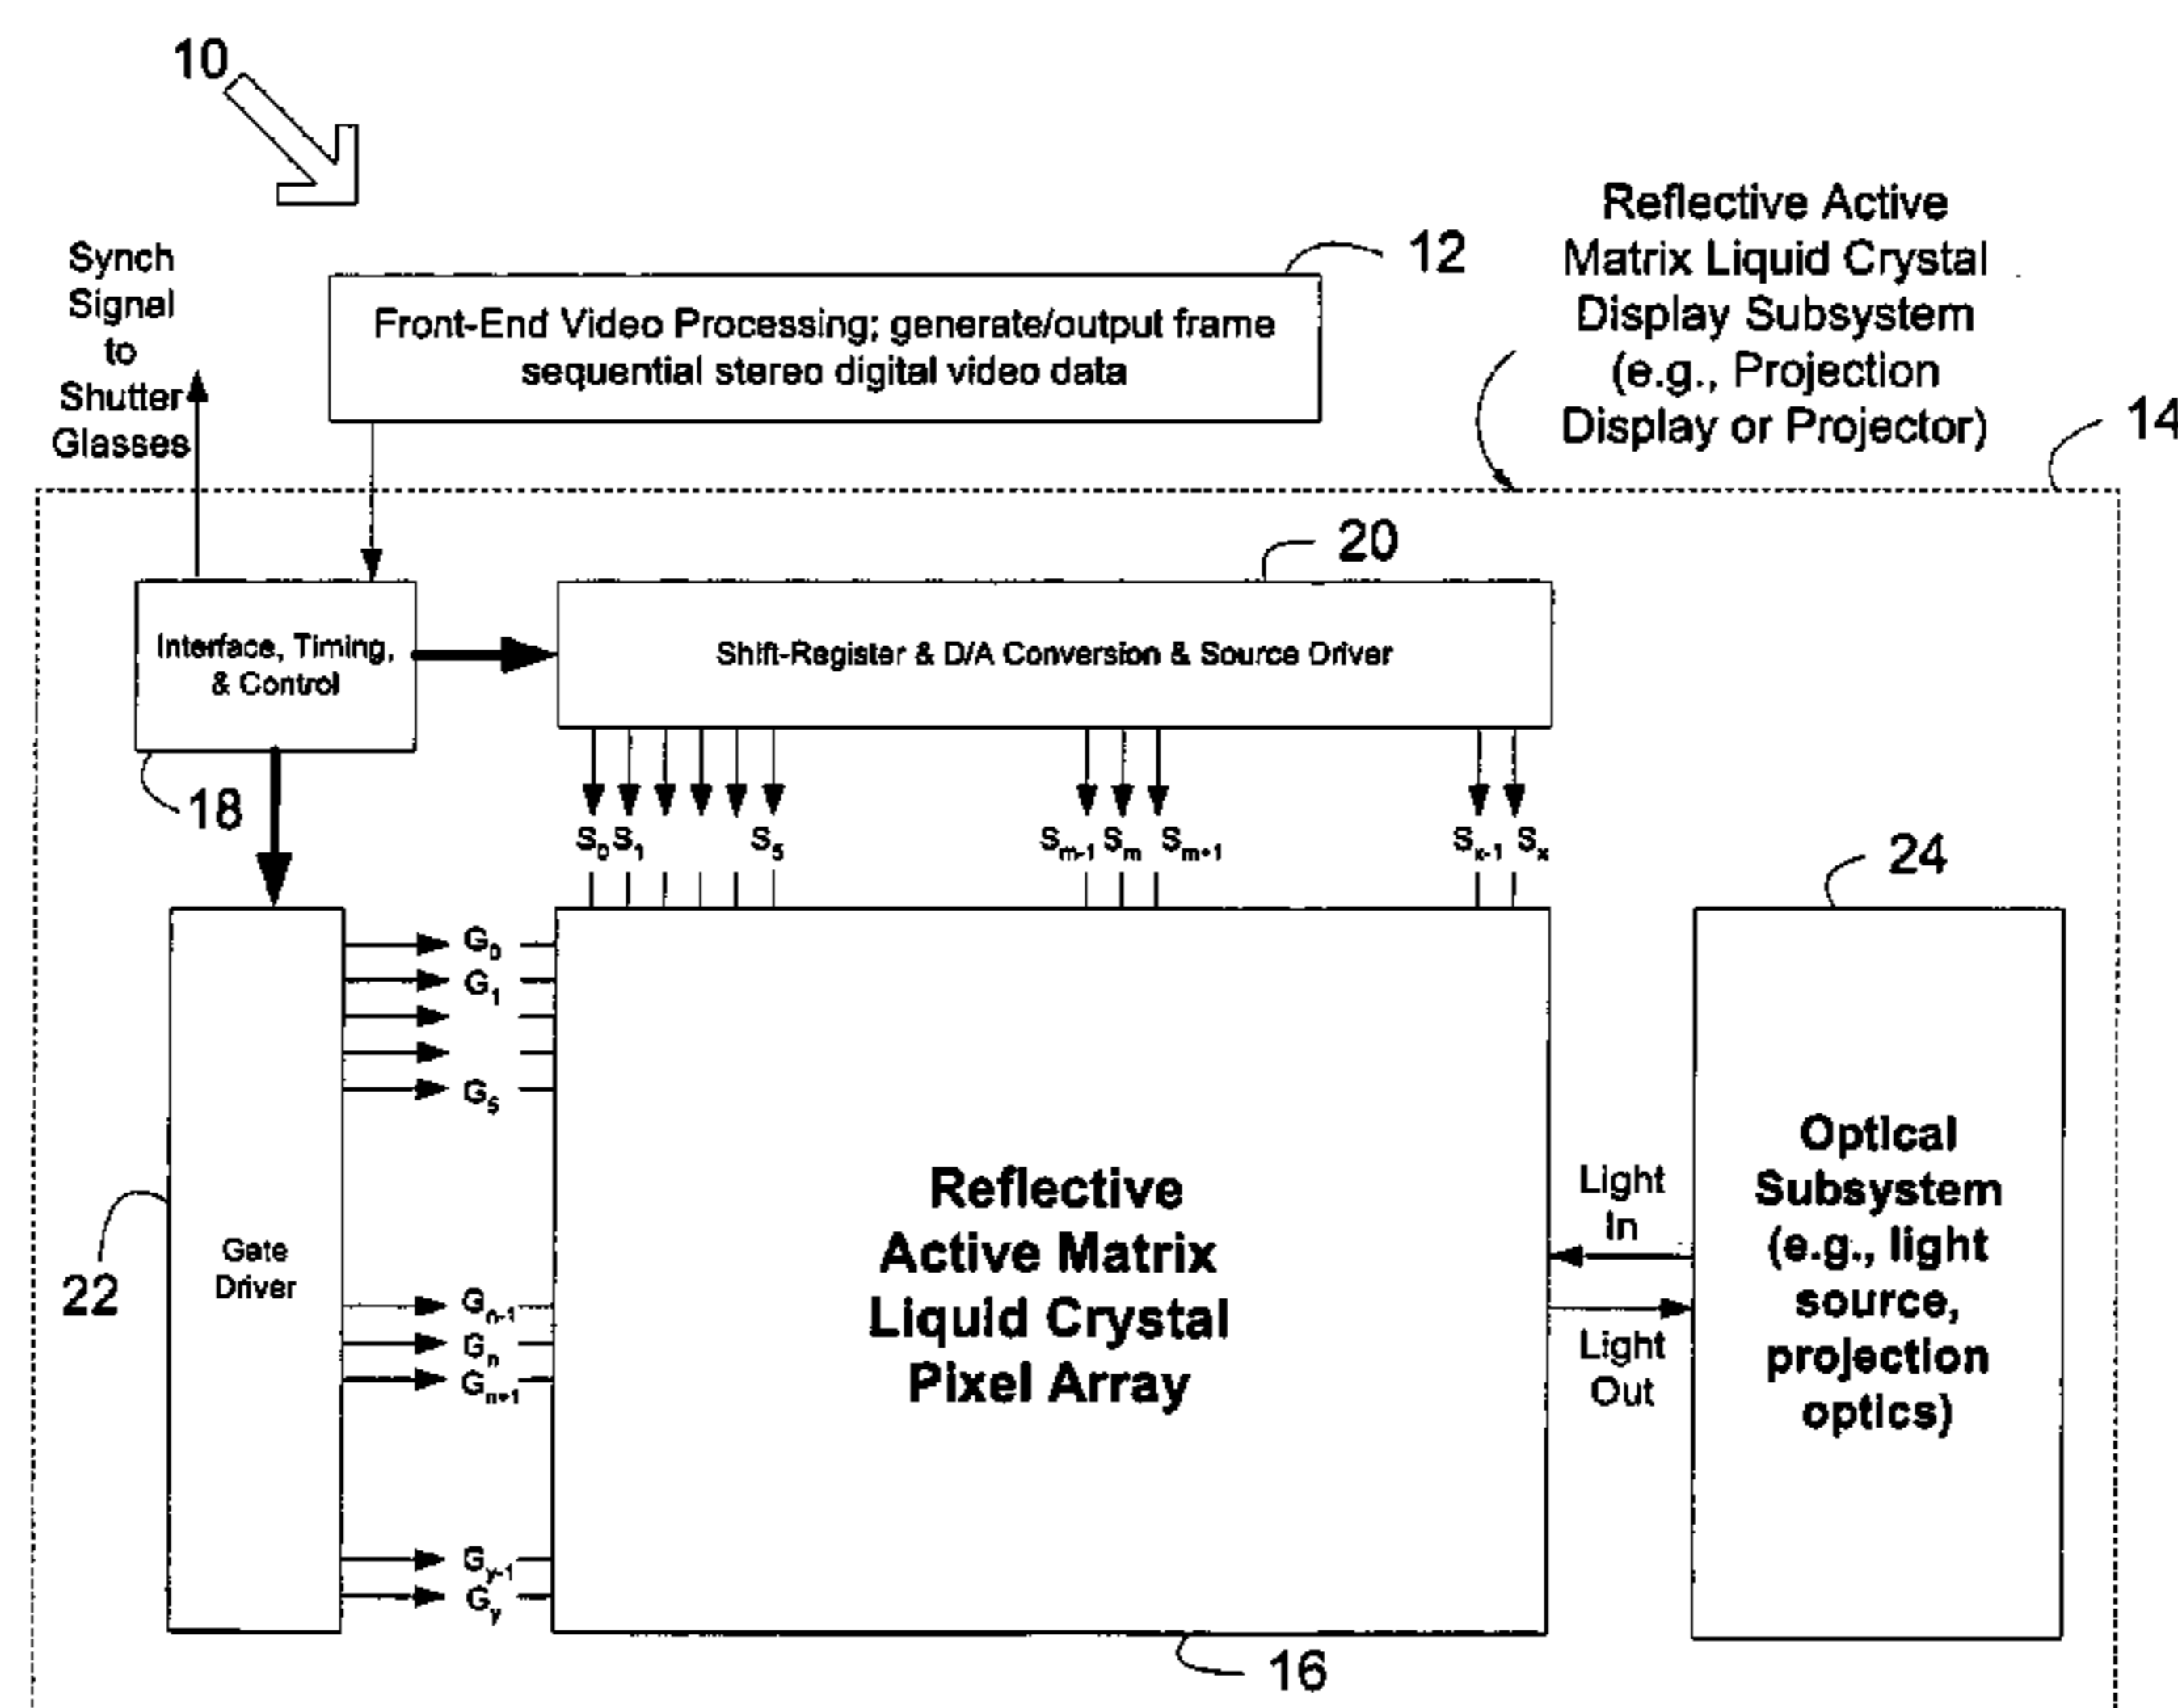 10
Synch
Signal
to
Shutter
Glasses
12
Front-End Video Processing; generate/output frame
sequential stereo digital video data
Reflective Active
Matrix Liquid Crystal
Display Subsystem
(e.g., Projection
Display or Projector)
14
20
Interface, Timing,
& Control
Shift-Register & D/A Conversion & Source Driver
18
S0 S1 S5 Sm-1 Sm Sm+1 Sx-1 Sx
24
G0
G1
G5
22
Gate
Driver
Gn-1
Gn
Gn+1
Gy-1
Gy
Reflective
Active Matrix
Liquid Crystal
Pixel Array
Light
In
Light
Out
Optical
Subsystem
(e.g., light
source,
projection
optics)
16